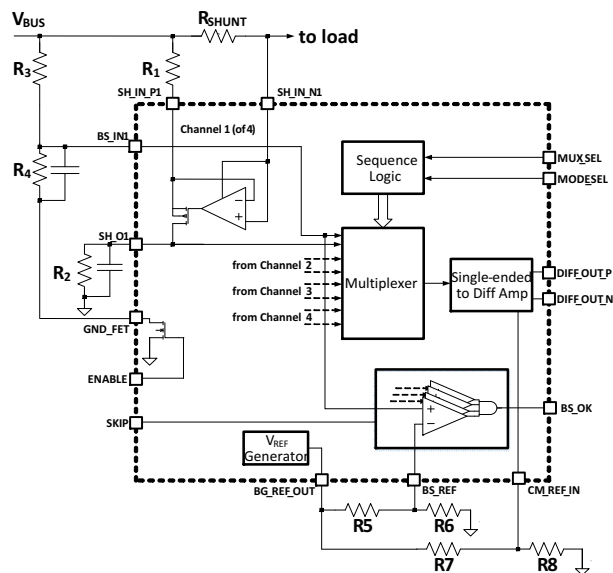 VBUS
RSHUNT
to load
R3
R1
SH_IN_P1
SH_IN_N1
BS_IN1
Channel 1 (of 4)
R4
Sequence
Logic
MUX_SEL
MODE_SEL
SH_O1
R2
from Channel 2
from Channel 3
from Channel 4
Multiplexer
Single-ended
to Diff Amp
DIFF_OUT_P
DIFF_OUT_N
GND_FET
ENABLE
SKIP
BS_OK
VREF
Generator
BG_REF_OUT
BS_REF
CM_REF_IN
R5
R6
R7
R8